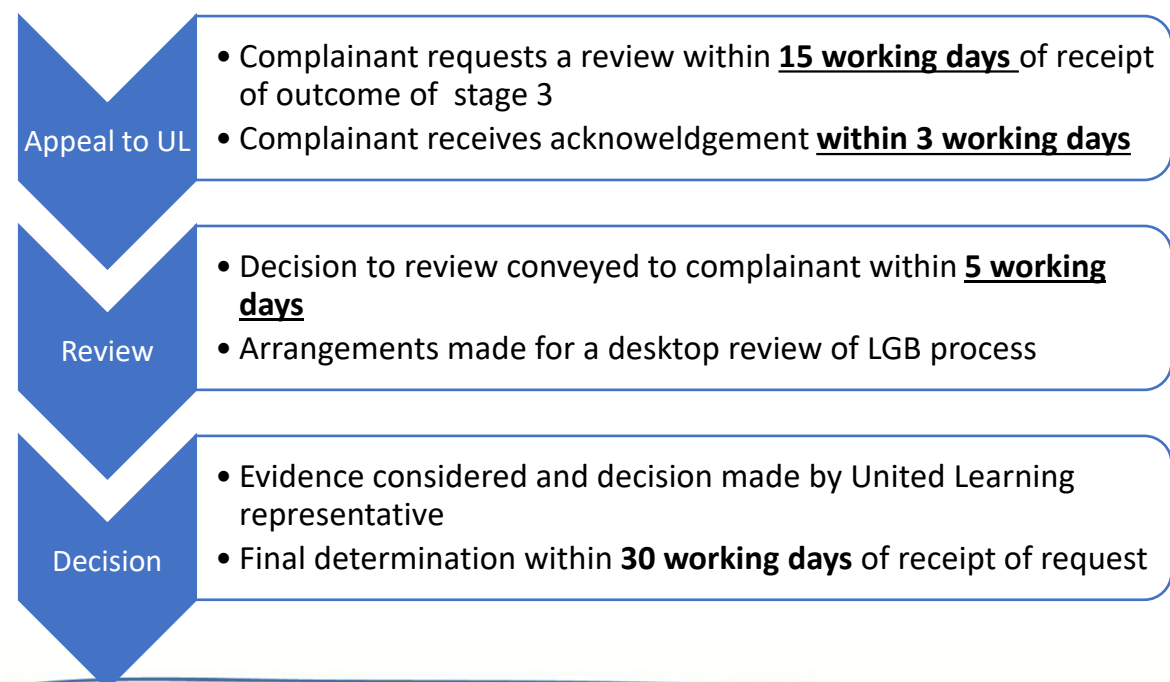 Appeal to UL
• Complainant requests a review within 15 working days of receipt
of outcome of stage 3
• Complainant receives acknoweldgement within 3 working days
Review
• Decision to review conveyed to complainant within 5 working
days
• Arrangements made for a desktop review of LGB process
Decision
• Evidence considered and decision made by United Learning
representative
• Final determination within 30 working days of receipt of request